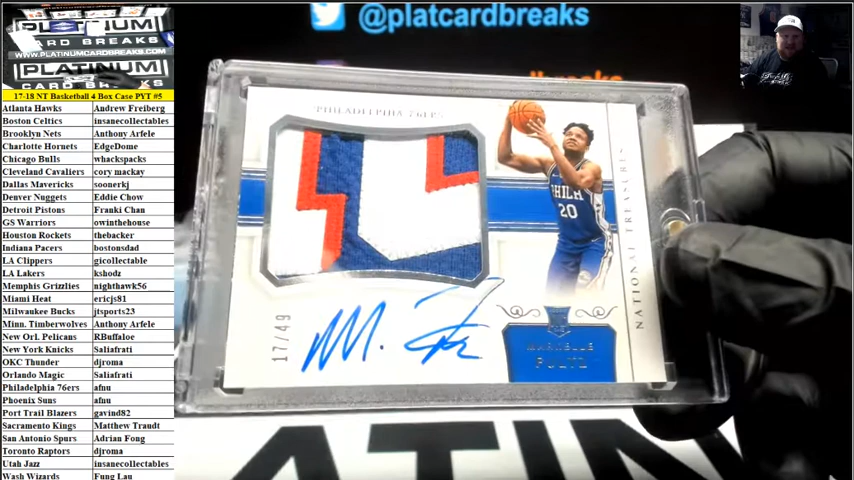 PLATINUM
CARD BREAKS
WWW.PLATINUMCARDBREAKS
PLATINUM
CARD BREAKS
17-18 NT Basketball 4 Box Case PYT #5
Atlanta Hawks Andrew Freiberg
Boston Celtics insanecollectables
Brooklyn Nets Anthony Arfele
Charlotte Hornets EdgeDome
Chicago Bulls whackspacks
Cleveland Cavaliers cory mackay
Dallas Mavericks soonerkj
Denver Nuggets Eddie Chow
Detroit Pistons Franki Chan
GS Warriors owinthehouse
Houston Rockets thebacker
Indiana Pacers bostonsdad
LA Clippers gicollectable
LA Lakers kshodz
Memphis Grizzlies nighthawk56
Miami Heat ericjs81
Milwaukee Bucks jtsports23
Minn. Timberwolves Anthony Arfele
New Orl. Pelicans RBuffaloe
New York Knicks Saliafrati
OKC Thunder djroma
Orlando Magic Saliafrati
Philadelphia 76ers afnu
Phoenix Suns afnu
Port Trail Blazers gavind82
Sacramento Kings Matthew Traudt
San Antonio Spurs Adrian Fong
Toronto Raptors djroma
Utah Jazz insanecollectables
Wash Wizards Fung Lau
@platcardbreaks
PHILADELPHIA 76ERS
PHILA
20
NATIONAL TREASURES
17/49
MARKELLE
FULTZ
ATIN